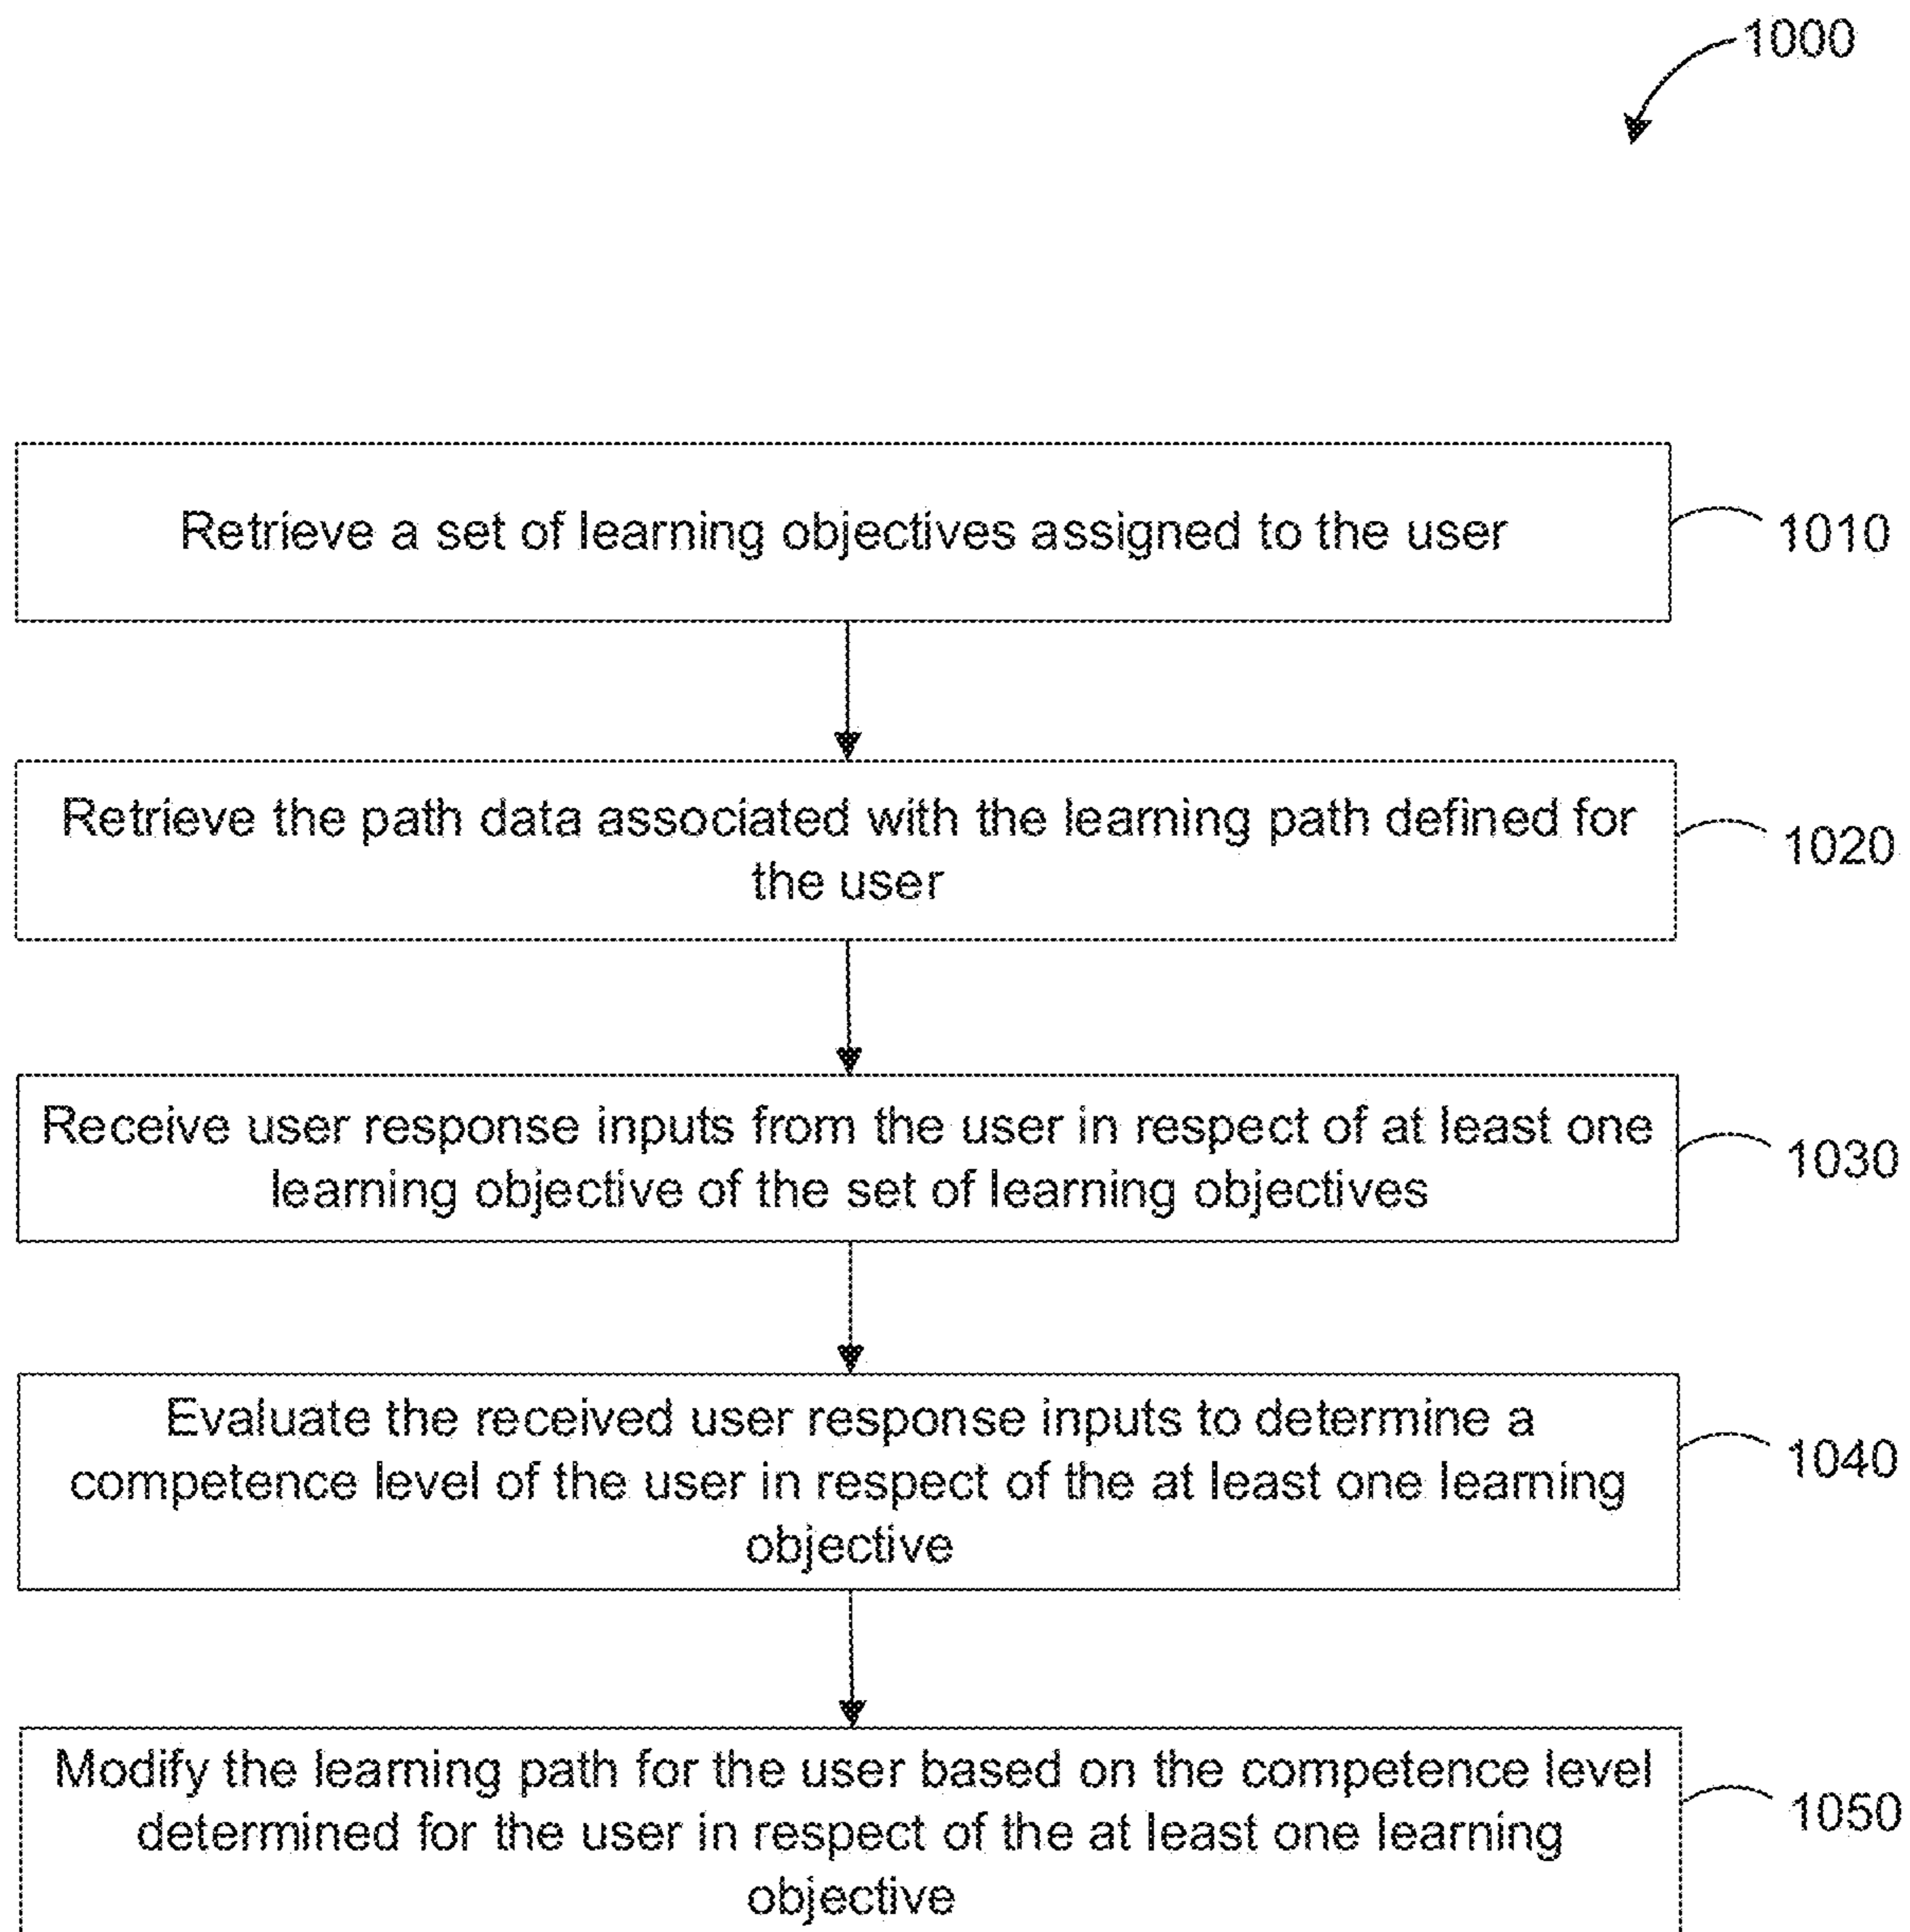 1000
Retrieve a set of learning objectives assigned to the user
1010
Retrieve the path data associated with the learning path defined for
the user
1020
Receive user response inputs from the user in respect of at least one
learning objective of the set of learning objectives
1030
Evaluate the received user response inputs to determine a
competence level of the user in respect of the at least one learning
objective
1040
Modify the learning path for the user based on the competence level
determined for the user in respect of the at least one learning
objective
1050